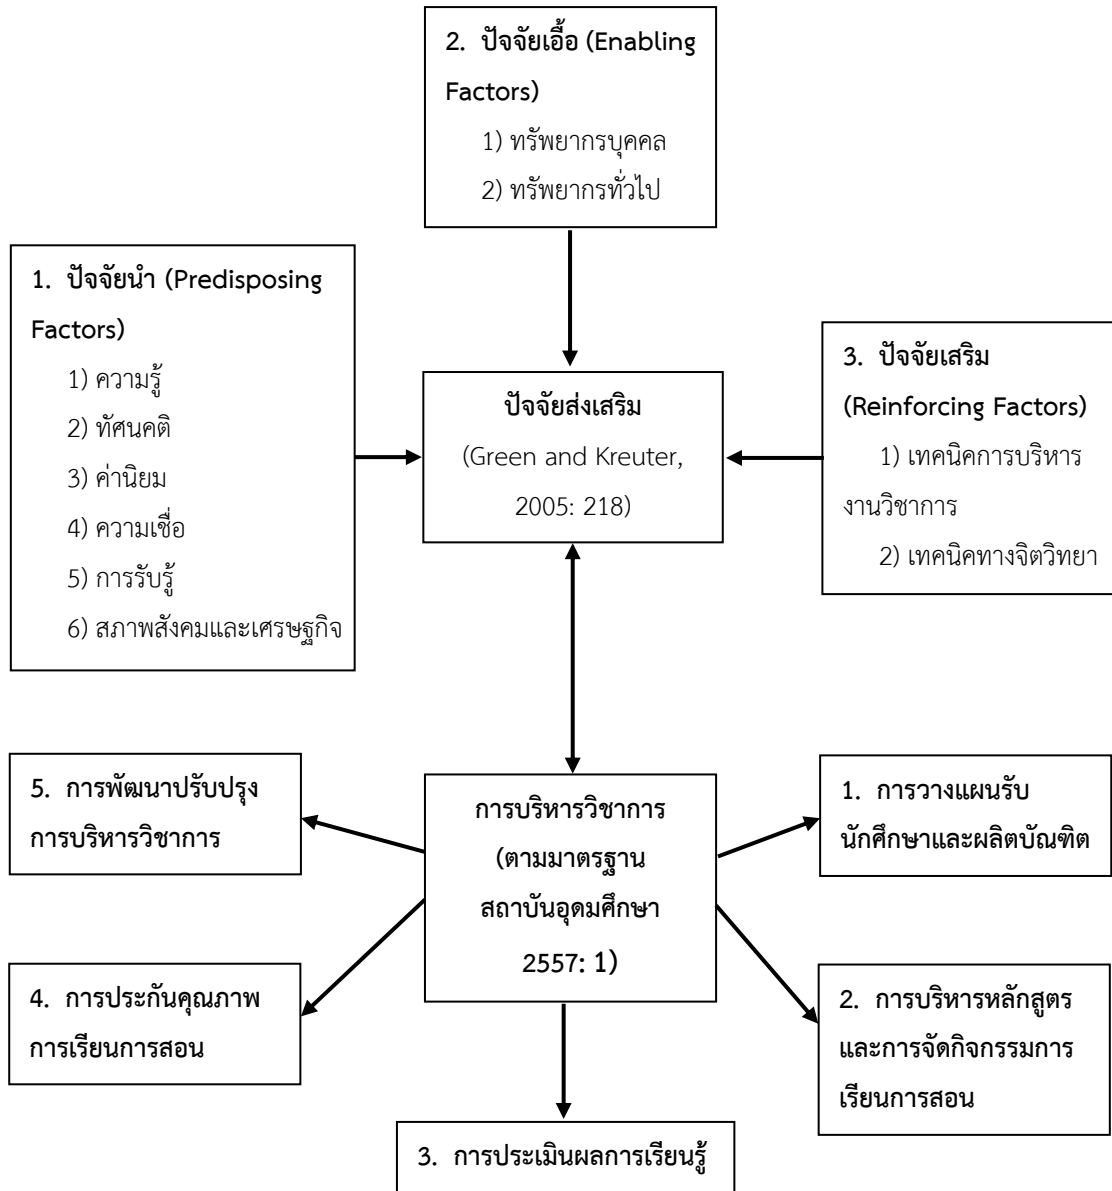 2. ปัจจัยเอื้อ (Enabling
Factors)
1) ทรัพยากรบุคคล
2) ทรัพยากรทั่วไป
1. ปัจจัยนำ (Predisposing
Factors)
1) ความรู้
2) ทัศนคติ
3) ค่านิยม
4) ความเชื่อ
5) การรับรู้
6) สภาพสังคมและเศรษฐกิจ
ปัจจัยส่งเสริม
(Green and Kreuter,
2005: 218)
3. ปัจจัยเสริม
(Reinforcing Factors)
1) เทคนิคการบริหาร
งานวิชาการ
2) เทคนิคทางจิตวิทยา
5. การพัฒนาปรับปรุง
การบริหารวิชาการ
การบริหารวิชาการ
(ตามมาตรฐาน
สถาบันอุดมศึกษา
2557: 1)
1. การวางแผนรับ
นักศึกษาและผลิตบัณฑิต
4. การประกันคุณภาพ
การเรียนการสอน
2. การบริหารหลักสูตร
และการจัดกิจกรรมการ
เรียนการสอน
3. การประเมินผลการเรียนรู้